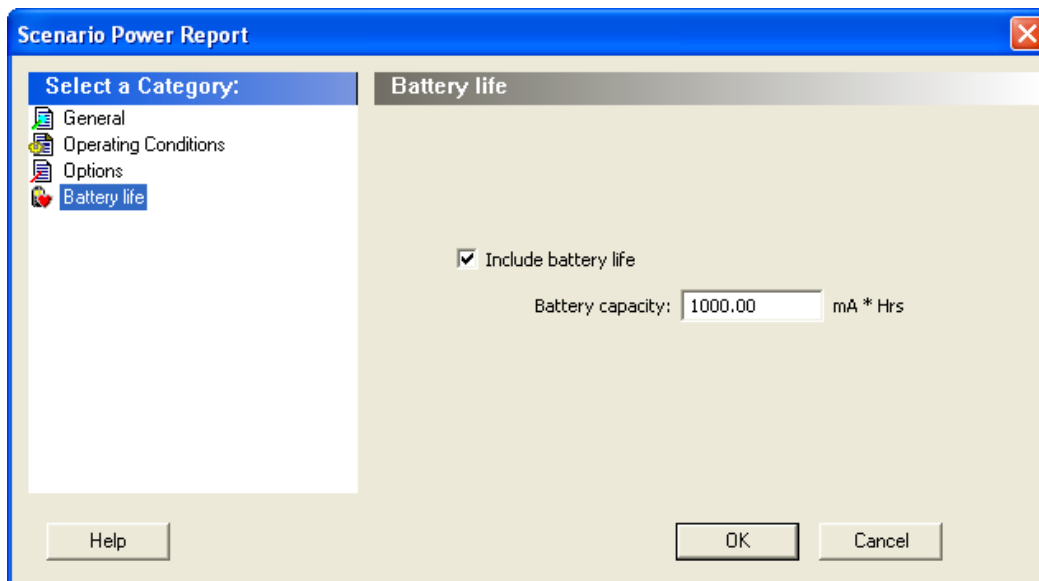 Scenario Power Report
Select a Category:
General
Operating Conditions
Options
Battery life
Battery life
Include battery life
Battery capacity: 1000.00 mA * Hrs
Help
OK
Cancel